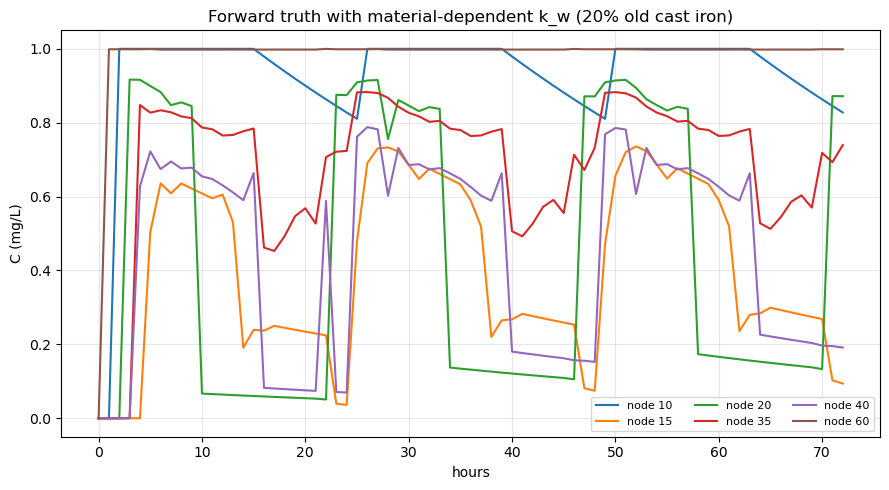 Forward truth with material-dependent k_w (20% old cast iron)
C (mg/L)
1.0
0.8
0.6
0.4
0.2
0.0
0 10 20 30 40 50 60 70
hours
node 10 node 20 node 40
node 15 node 35 node 60